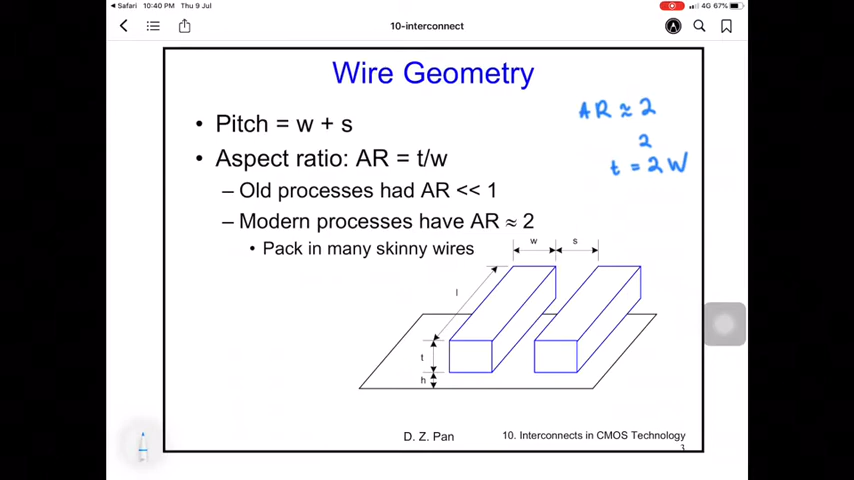 Safari 10:40 PM Thu 9 Jul 4G 67%
10-interconnect
Wire Geometry
• Pitch = w + s
• Aspect ratio: AR = t/w
– Old processes had AR << 1
– Modern processes have AR ≈ 2
• Pack in many skinny wires
AR ≈ 2
2
t = 2W
w s
l
t
h
D. Z. Pan 10. Interconnects in CMOS Technology
3